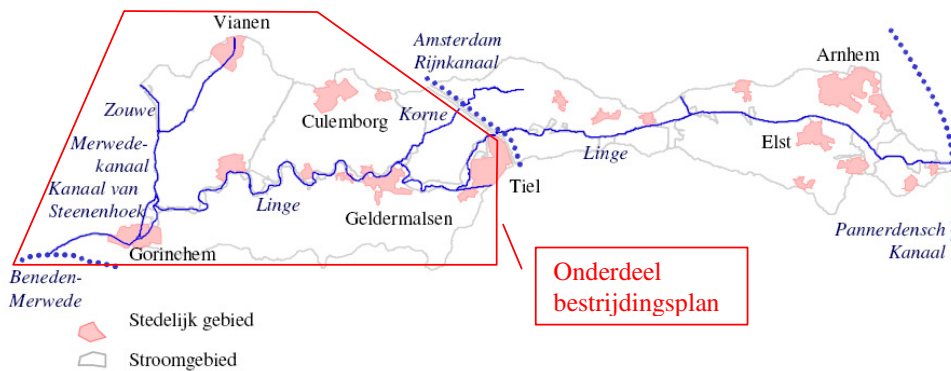 Vianen
Amsterdam
Rijnkanaal
Arnhem
Zouwe
Culemborg
Korne
Merwede-
kanaal
Elst
Linge
Kanaal van
Steenenhoek
Linge
Tiel
Geldermalsen
Pannerdensch
Kanaal
Gorinchem
Beneden-
Merwede
Onderdeel
bestrijdingsplan
Stedelijk gebied
Stroomgebied